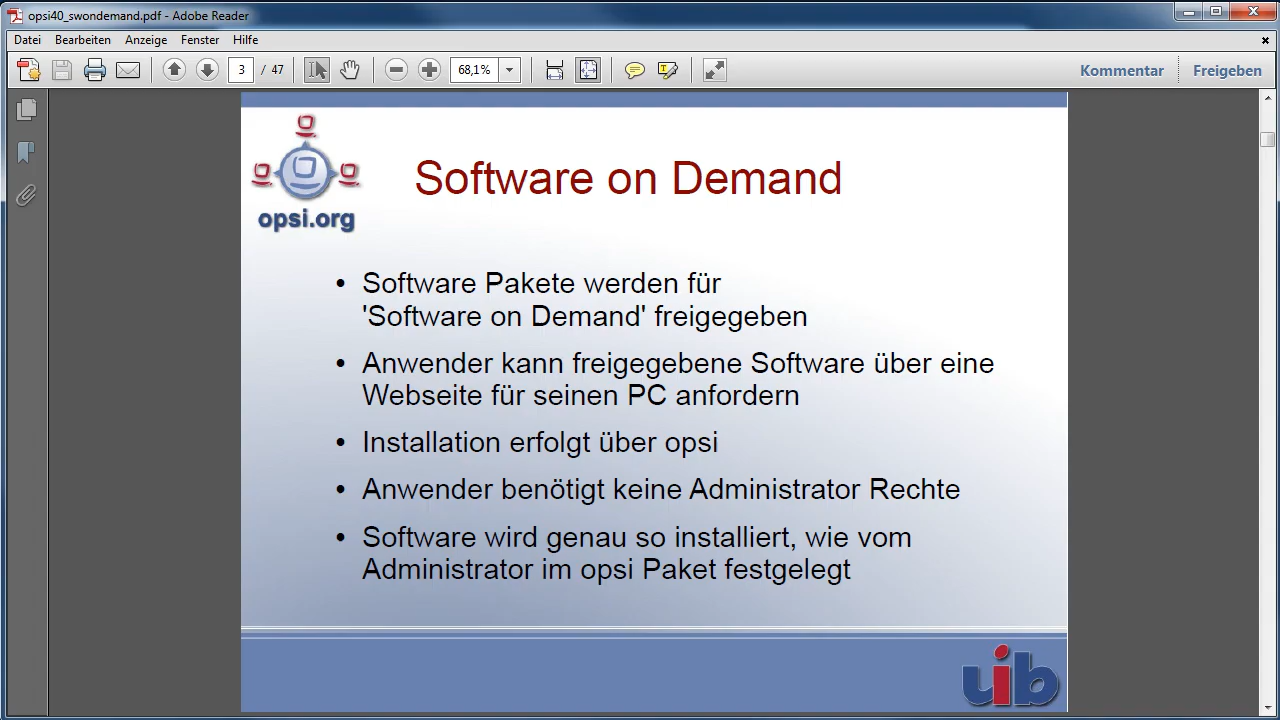 opsi40_swondemand.pdf - Adobe Reader
Datei Bearbeiten Anzeige Fenster Hilfe
3 / 47 68,1% Kommentar Freigeben
opsi.org
Software on Demand
• Software Pakete werden für
'Software on Demand' freigegeben
• Anwender kann freigegebene Software über eine
Webseite für seinen PC anfordern
• Installation erfolgt über opsi
• Anwender benötigt keine Administrator Rechte
• Software wird genau so installiert, wie vom
Administrator im opsi Paket festgelegt
uib